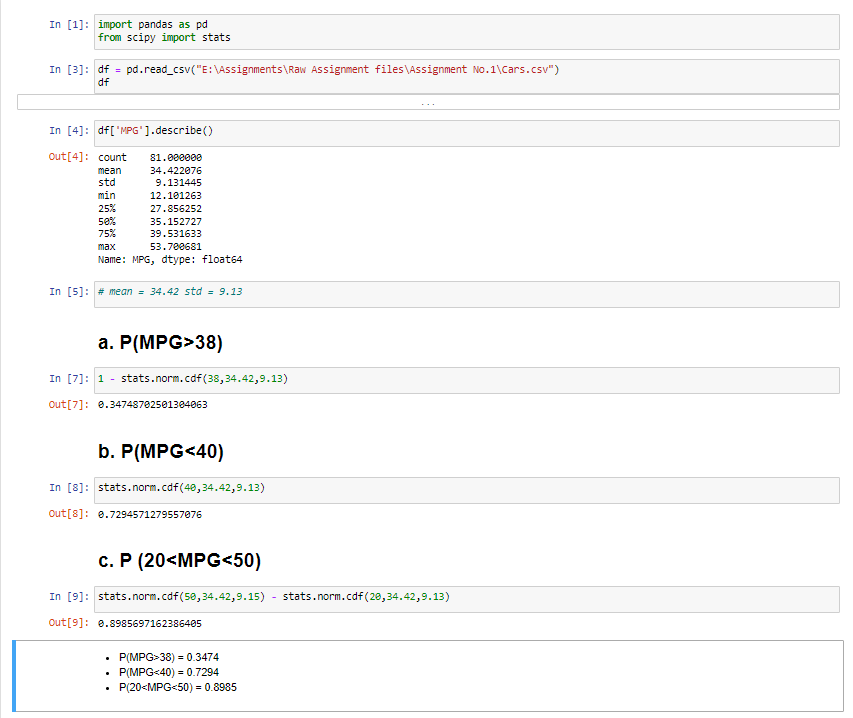 In [1]: import pandas as pd
from scipy import stats
In [3]: df = pd.read_csv("E:\Assignments\Raw Assignment files\Assignment No.1\Cars.csv")
df
...
In [4]: df['MPG'].describe()
Out[4]: count 81.000000
mean 34.422076
std 9.131445
min 12.101263
25% 27.856252
50% 35.152727
75% 39.531633
max 53.700681
Name: MPG, dtype: float64
In [5]: # mean = 34.42 std = 9.13
a. P(MPG>38)
In [7]: 1 - stats.norm.cdf(38,34.42,9.13)
Out[7]: 0.34748702501304063
b. P(MPG<40)
In [8]: stats.norm.cdf(40,34.42,9.13)
Out[8]: 0.7294571279557076
c. P (20<MPG<50)
In [9]: stats.norm.cdf(50,34.42,9.15) - stats.norm.cdf(20,34.42,9.13)
Out[9]: 0.8985697162386405
• P(MPG>38) = 0.3474
• P(MPG<40) = 0.7294
• P(20<MPG<50) = 0.8985